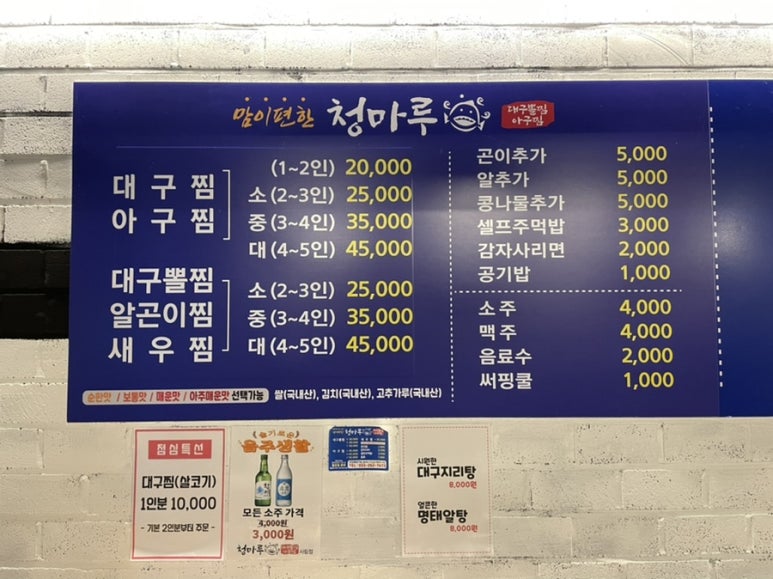 맘이편한 청마루 대구뽈찜 아구찜
대구찜
아구찜
(1~2인) 20,000
소(2~3인) 25,000
중(3~4인) 35,000
대(4~5인) 45,000
대구뽈찜
알곤이찜
새우찜
소(2~3인) 25,000
중(3~4인) 35,000
대(4~5인) 45,000
순한맛 / 보통맛 / 매운맛 / 아주매운맛 선택가능 쌀(국내산), 김치(국내산), 고추가루(국내산)
곤이추가 5,000
알추가 5,000
콩나물추가 5,000
셀프주먹밥 3,000
감자사리면 2,000
공기밥 1,000
소주 4,000
맥주 4,000
음료수 2,000
써핑쿨 1,000
점심특선
대구찜(살코기)
1인분 10,000
- 기본 2인분부터 주문 -
(슬기로운)
음주생활
모든 소주 가격
4,000원
3,000원
청마루
청마루
시원한
대구지리탕
8,000원
얼큰한
명태알탕
8,000원